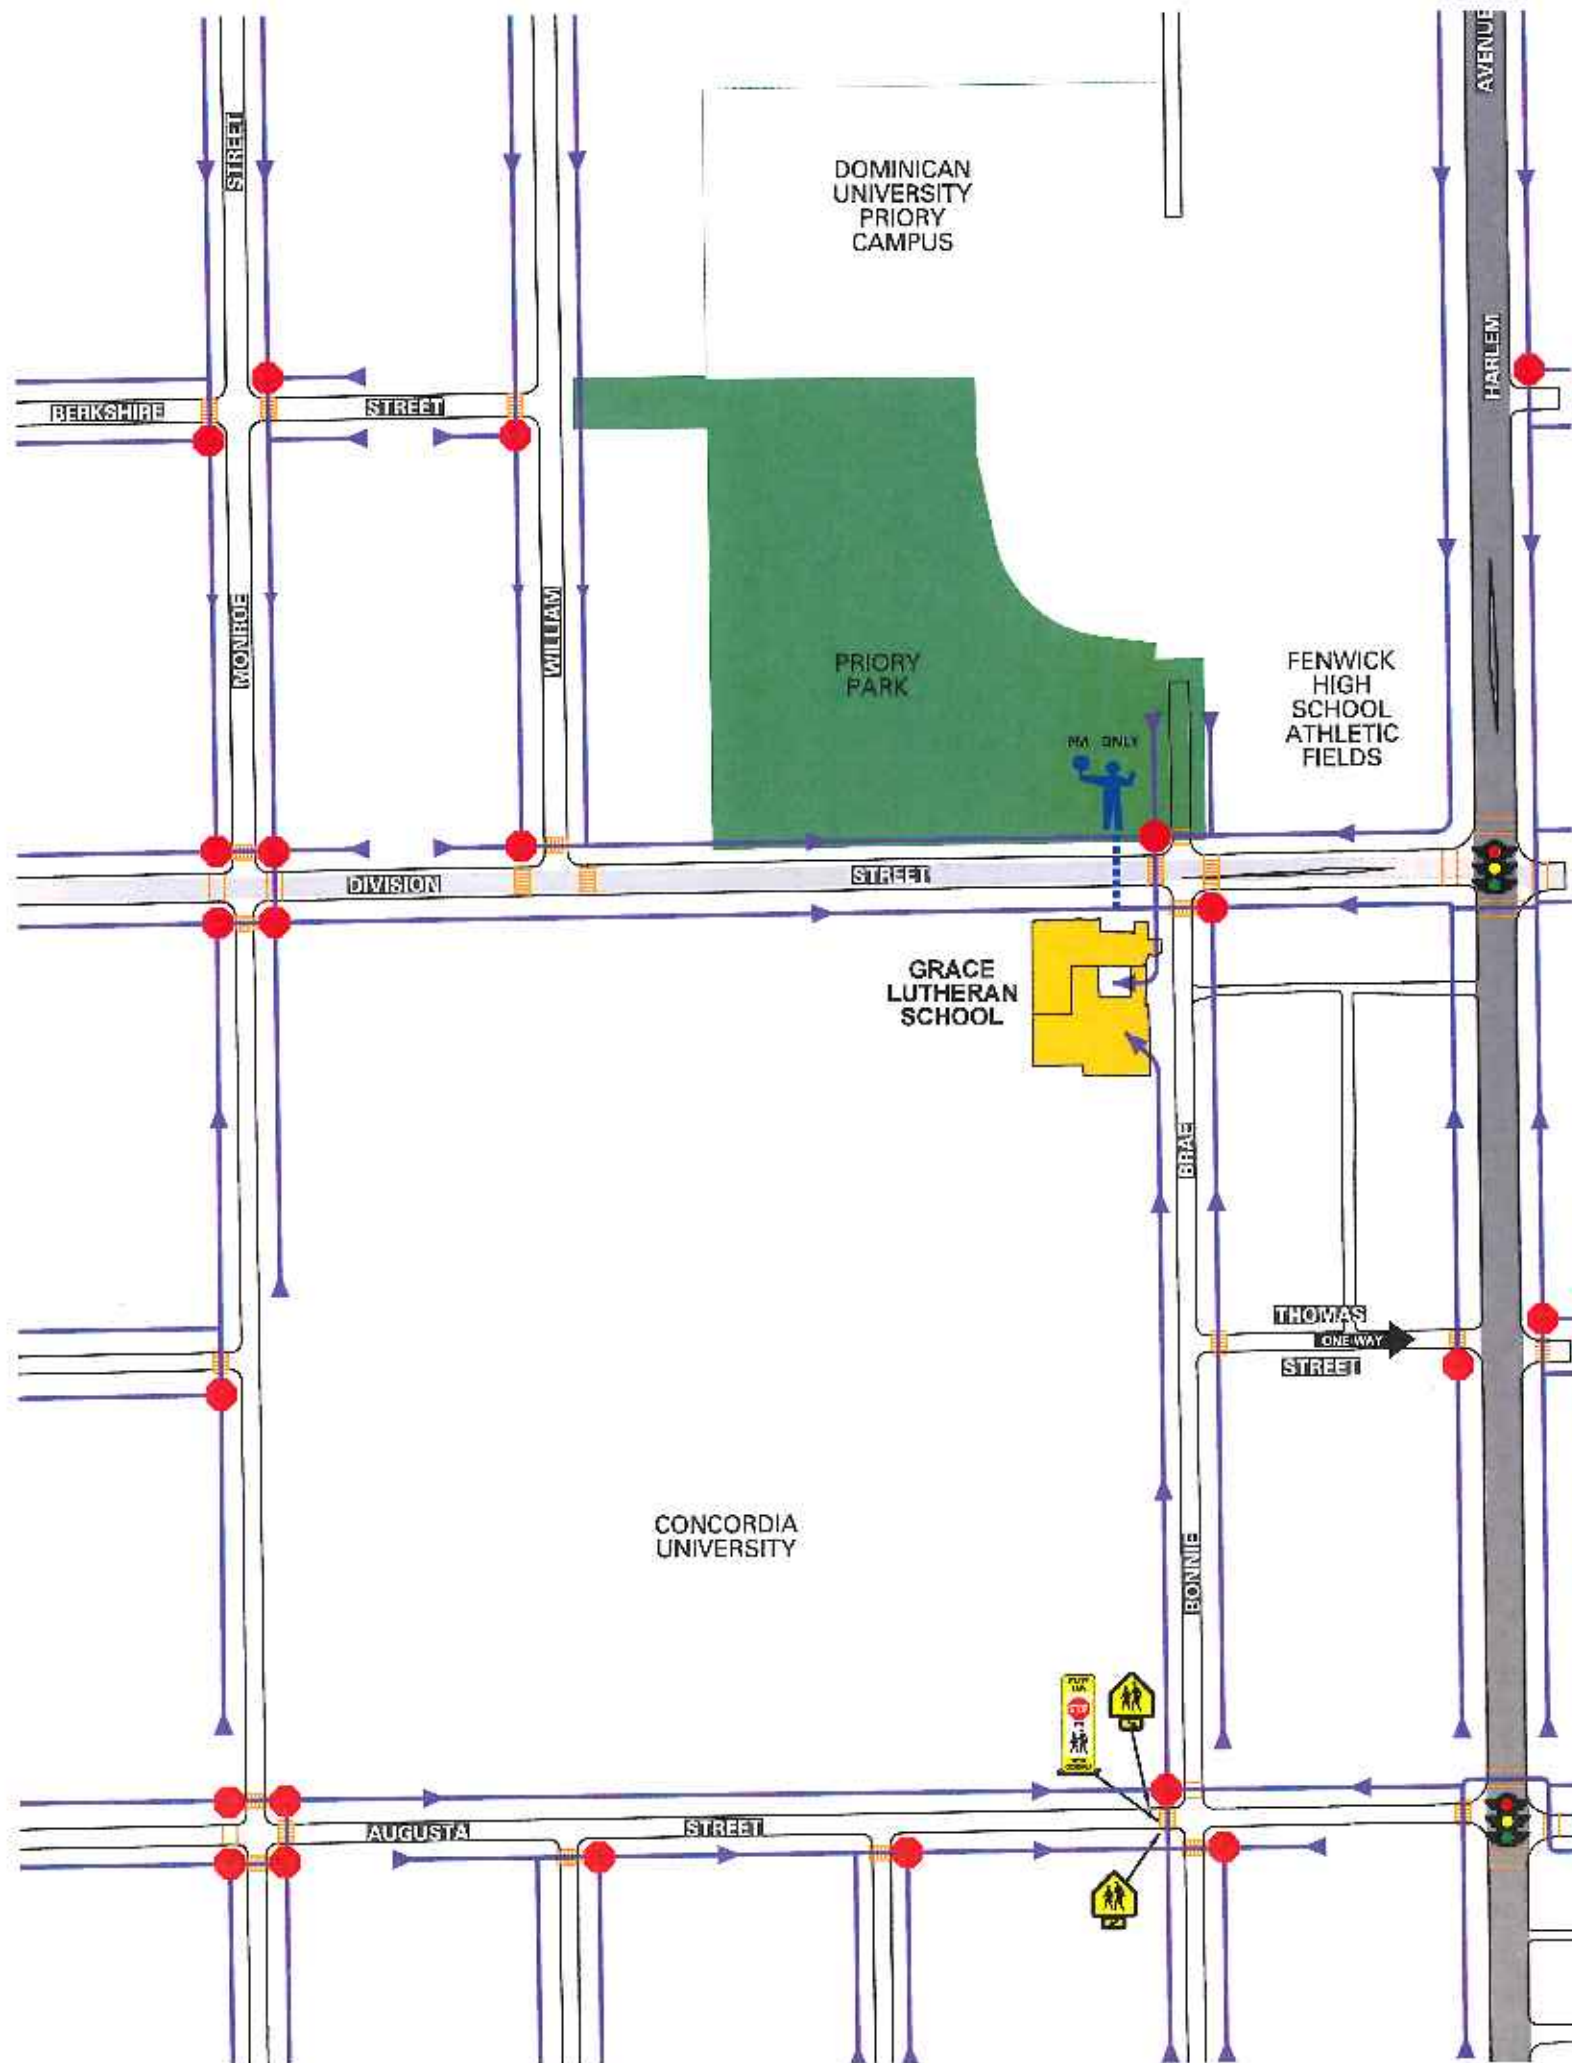 AVENUE
STREET
DOMINICAN
UNIVERSITY
PRIORY
CAMPUS
HARLEM
BERKSHIRE
STREET
MONROE
WILLIAM
PRIORY
PARK
FENWICK
HIGH
SCHOOL
ATHLETIC
FIELDS
ONLY
DIVISION
STREET
GRACE
LUTHERAN
SCHOOL
BRAE
THOMAS
ONE WAY
STREET
CONCORDIA
UNIVERSITY
BONNIE
AUGUSTA
STREET